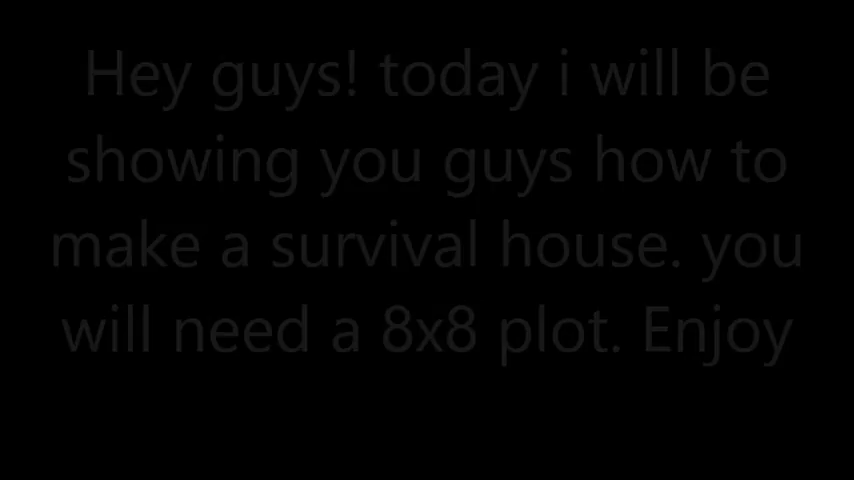 Hey guys! today i will be
showing you guys how to
make a survival house. you
will need a 8x8 plot. Enjoy